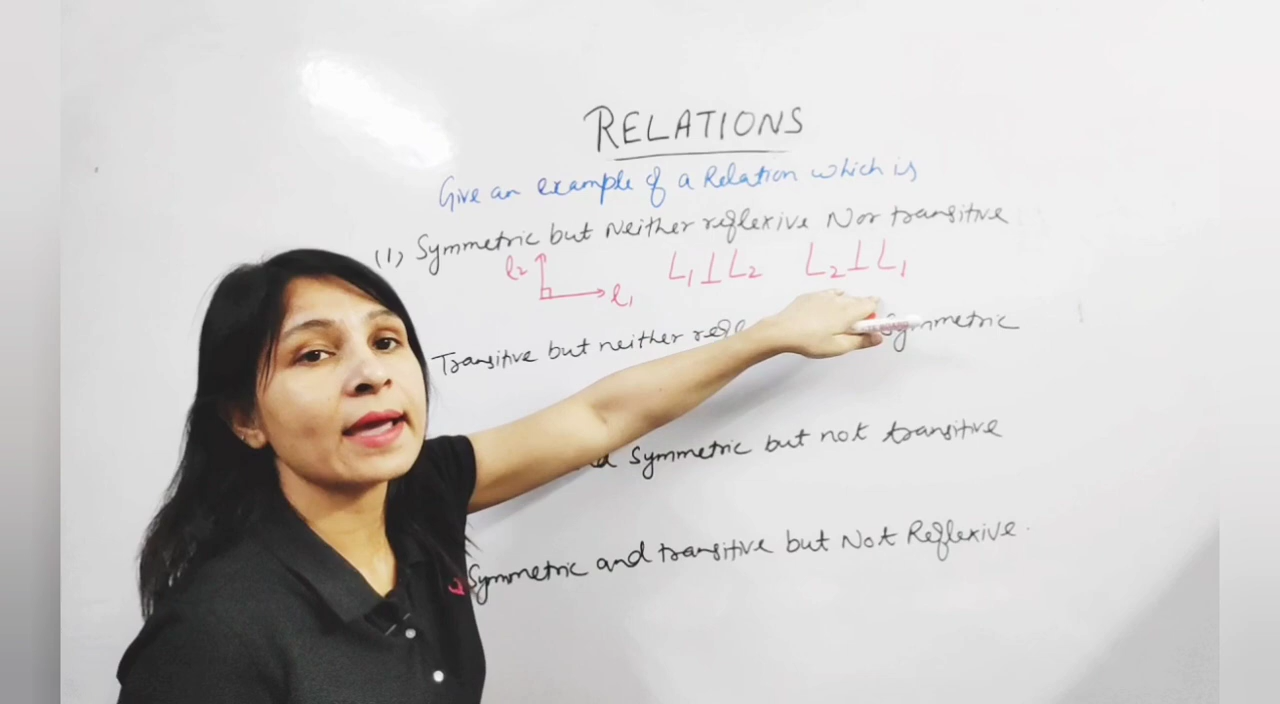 RELATIONS
Give an example of a Relation which is
(1) Symmetric but Neither reflexive Nor transitive
l2 l1 L1 ⊥ L2 L2 ⊥ L1
Transitive but neither Symmetric
Symmetric but not transitive
Symmetric and transitive but Not Reflexive.